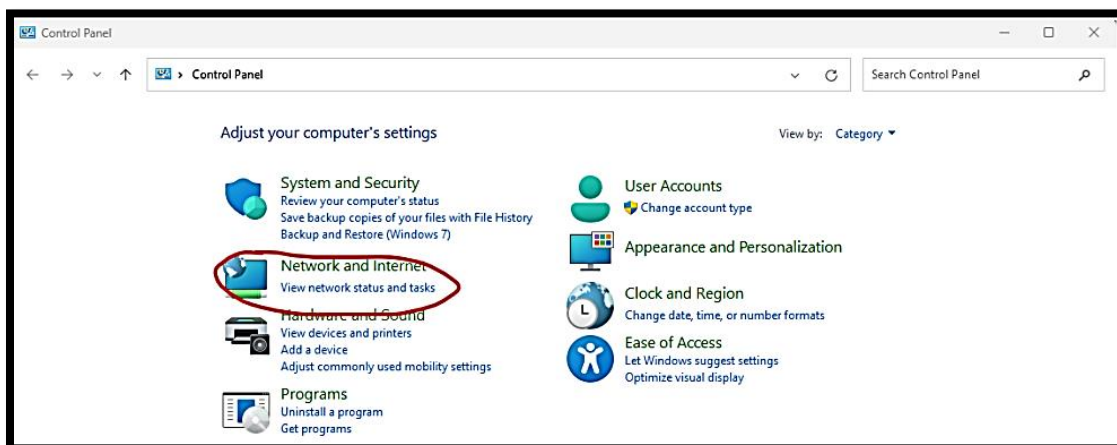 Control Panel
Control Panel
Search Control Panel
Adjust your computer's settings
View by: Category
System and Security
Review your computer's status
Save backup copies of your files with File History
Backup and Restore (Windows 7)
Network and Internet
View network status and tasks
Hardware and Sound
View devices and printers
Add a device
Adjust commonly used mobility settings
Programs
Uninstall a program
Get programs
User Accounts
Change account type
Appearance and Personalization
Clock and Region
Change date, time, or number formats
Ease of Access
Let Windows suggest settings
Optimize visual display